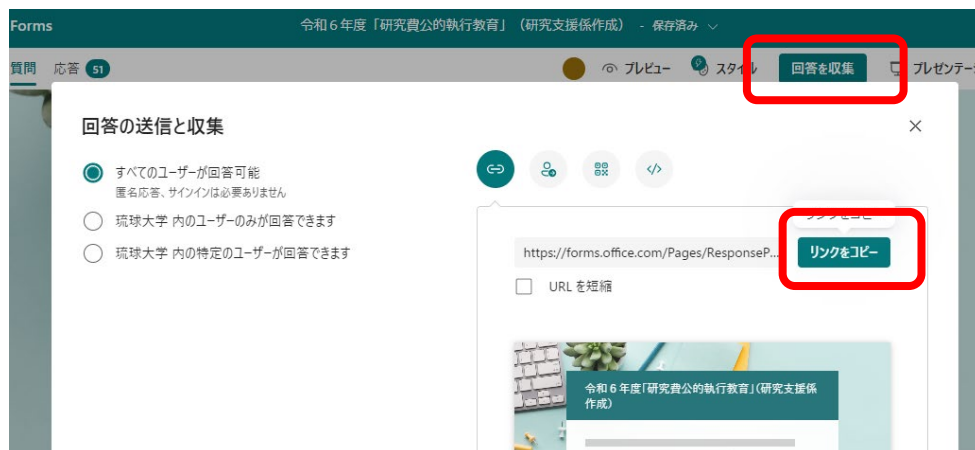 Forms
令和６年度「研究費公的執行教育」（研究支援係作成） - 保存済み
質問 応答 51 プレビュー スタイル 回答を収集 プレゼンテー
回答の送信と収集
すべてのユーザーが回答可能
匿名応答、サインインは必要ありません
琉球大学 内のユーザーのみが回答できます
琉球大学 内の特定のユーザーが回答できます
リンクをコピー
https://forms.office.com/Pages/ResponseP... リンクをコピー
URL を短縮
令和６年度「研究費公的執行教育」（研究支援係
作成）